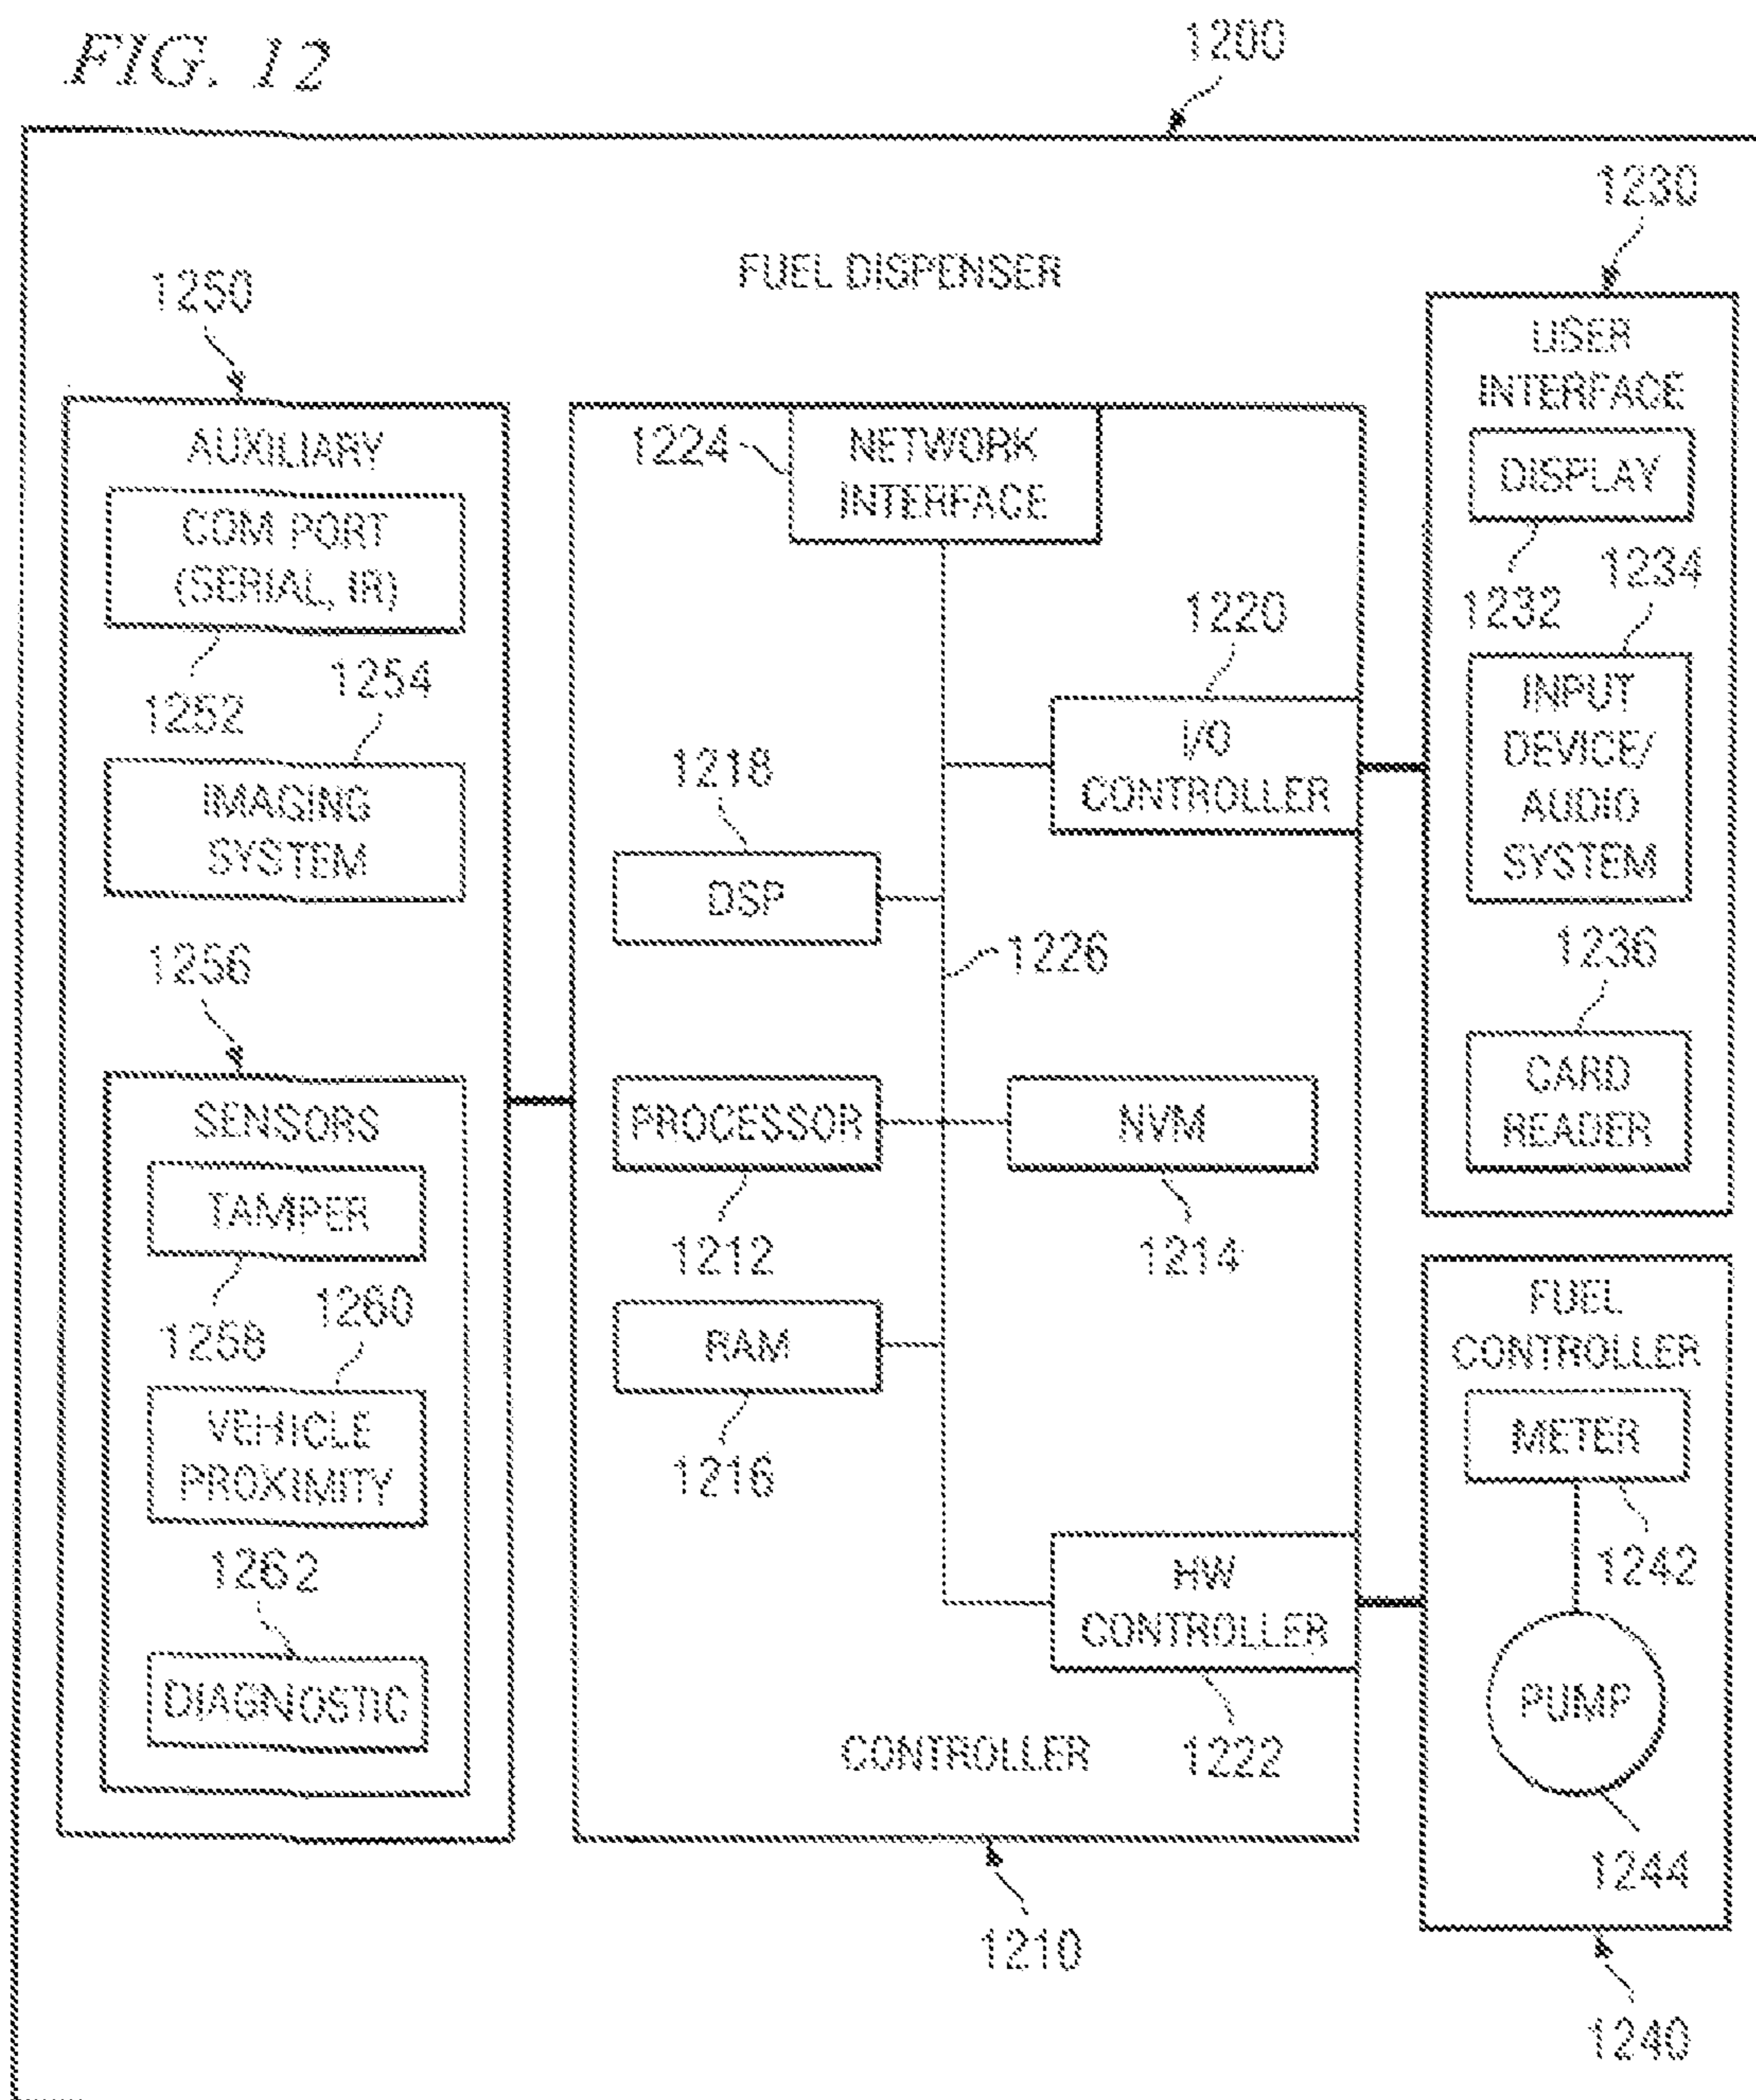 FIG. 12
1200
FUEL DISPENSER
1250
AUXILIARY
COM PORT
(SERIAL, IR)
1252
1254
IMAGING
SYSTEM
1256
SENSORS
TAMPER
1258
1260
VEHICLE
PROXIMITY
1262
DIAGNOSTIC
1224
NETWORK
INTERFACE
1220
I/O
CONTROLLER
1218
DSP
1226
PROCESSOR
1212
NVM
1214
RAM
1216
HW
CONTROLLER
1222
CONTROLLER
1210
1230
USER
INTERFACE
DISPLAY
1232
1234
INPUT
DEVICE/
AUDIO
SYSTEM
1236
CARD
READER
FUEL
CONTROLLER
METER
1242
PUMP
1244
1240